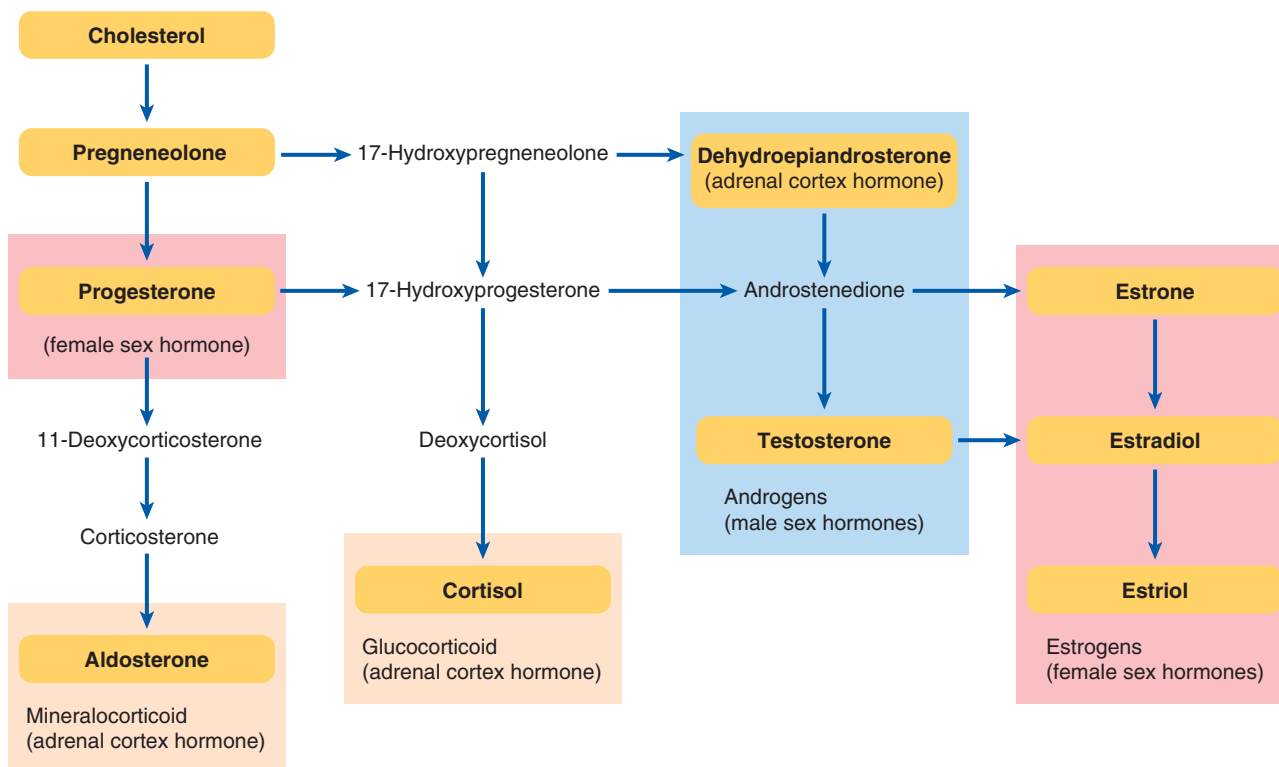 Cholesterol
Pregneneolone
17-Hydroxypregneneolone
Dehydroepiandrosterone
(adrenal cortex hormone)
Progesterone
(female sex hormone)
17-Hydroxyprogesterone
Androstenedione
Estrone
11-Deoxycorticosterone
Deoxycortisol
Testosterone
Estradiol
Androgens
(male sex hormones)
Corticosterone
Cortisol
Glucocorticoid
(adrenal cortex hormone)
Estriol
Estrogens
(female sex hormones)
Aldosterone
Mineralocorticoid
(adrenal cortex hormone)